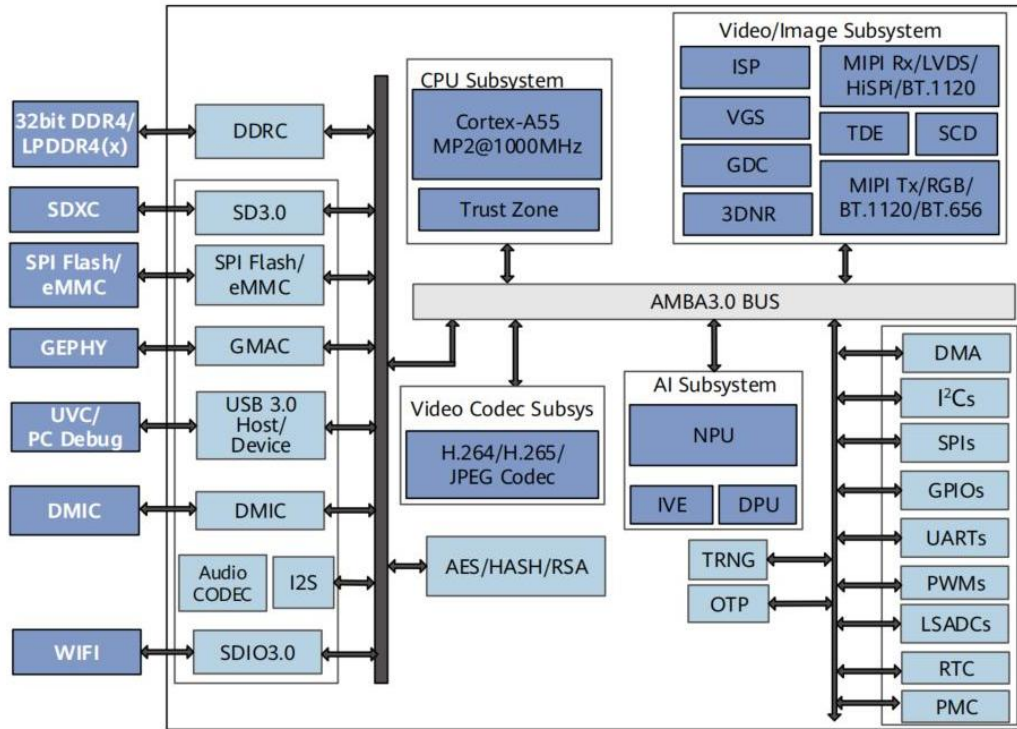 32bit DDR4/
LPDDR4(x)
SDXC
SPI Flash/
eMMC
GEPHY
UVC/
PC Debug
DMIC
WIFI
DDRC
SD3.0
SPI Flash/
eMMC
GMAC
USB 3.0
Host/
Device
DMIC
Audio
CODEC
I2S
SDIO3.0
CPU Subsystem
Cortex-A55
MP2@1000MHz
Trust Zone
Video/Image Subsystem
ISP
VGS
GDC
3DNR
MIPI Rx/LVDS/
HiSPi/BT.1120
TDE
SCD
MIPI Tx/RGB/
BT.1120/BT.656
AMBA3.0 BUS
Video Codec Subsys
H.264/H.265/
JPEG Codec
AI Subsystem
NPU
IVE
DPU
AES/HASH/RSA
TRNG
OTP
DMA
I²Cs
SPIs
GPIOs
UARTs
PWMs
LSADCs
RTC
PMC